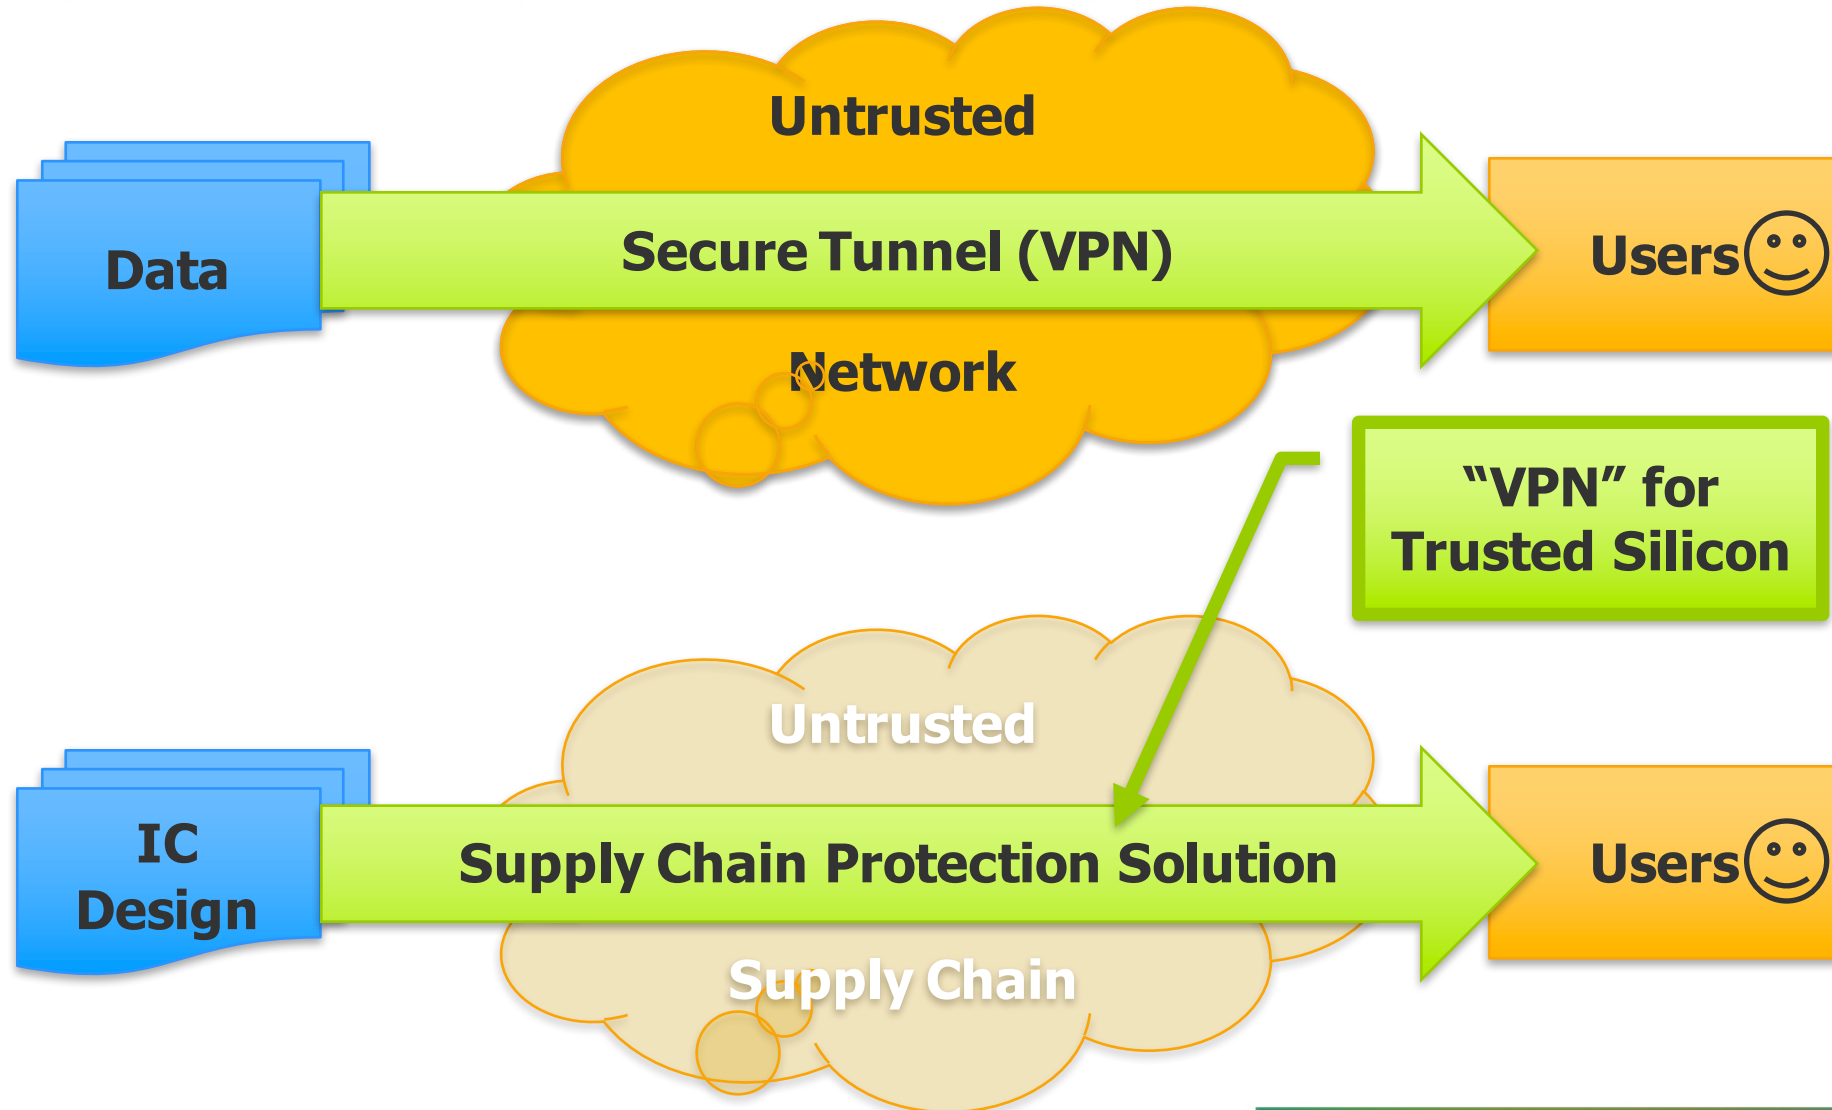 Untrusted
Data
Secure Tunnel (VPN)
Users
Network
“VPN” for
Trusted Silicon
Untrusted
IC
Design
Supply Chain Protection Solution
Users
Supply Chain